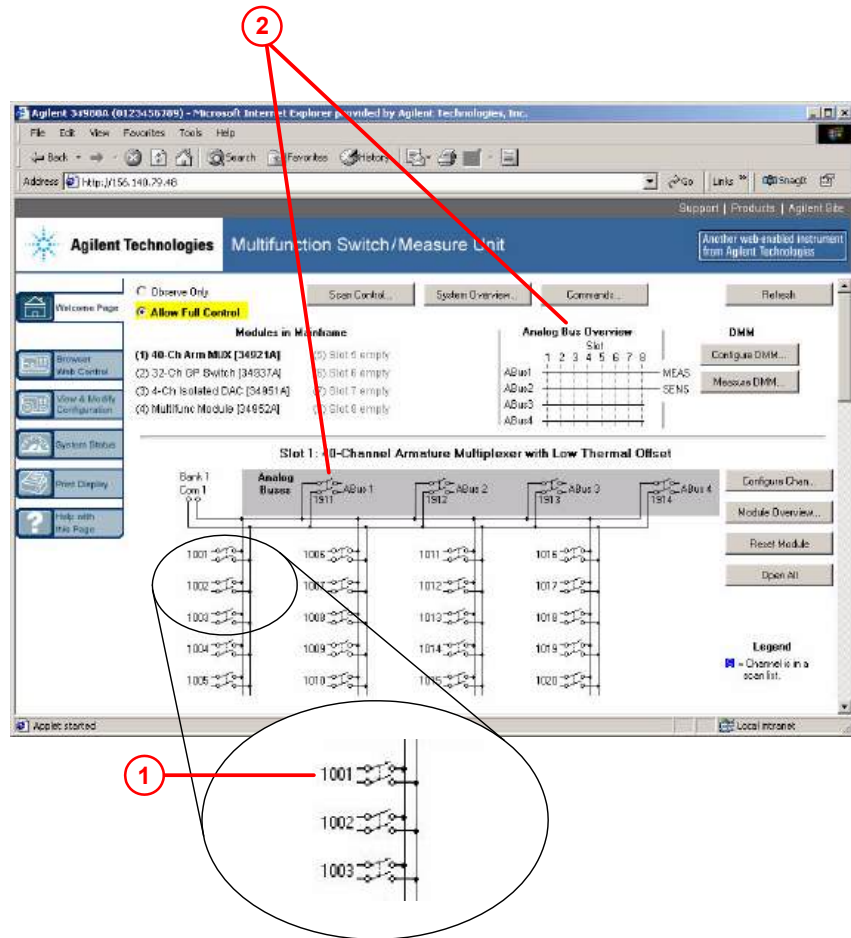 2
Agilent 34980A (0123456789) - Microsoft Internet Explorer provided by Agilent Technologies, Inc.
File Edit View Favorites Tools Help
Back Search Favorites History
Address http://156.140.79.48 Go Links » SnagIt
Support | Products | Agilent Site
Agilent Technologies Multifunction Switch/Measure Unit
Another web-enabled instrument
from Agilent Technologies
Welcome Page
Browser
Web Control
View & Modify
Configuration
System Status
Print Display
Help with
this Page
Observe Only
Allow Full Control
Scan Control... System Overview... Commands... Refresh
Modules in Mainframe
(1) 40-Ch Arm MUX [34921A] (5) Slot 5 empty
(2) 32-Ch GP Switch [34937A] (6) Slot 6 empty
(3) 4-Ch Isolated DAC [34951A] (7) Slot 7 empty
(4) Multifunc Module [34952A] (8) Slot 8 empty
Analog Bus Overview
Slot
1 2 3 4 5 6 7 8
ABus1 MEAS
ABus2 SENS
ABus3
ABus4
DMM
Configure DMM...
Measure DMM...
Slot 1: 40-Channel Armature Multiplexer with Low Thermal Offset
Bank 1
Com 1
Analog
Buses
ABus 1 ABus 2 ABus 3 ABus 4
1911 1912 1913 1914
Configure Chan...
Module Overview...
Reset Module
Open All
1001 1006 1011 1016
1002 1007 1012 1017
1003 1008 1013 1018
1004 1009 1014 1019
1005 1010 1015 1020
Legend
= Channel is in a
scan list.
Applet started Local intranet
1
1001
1002
1003